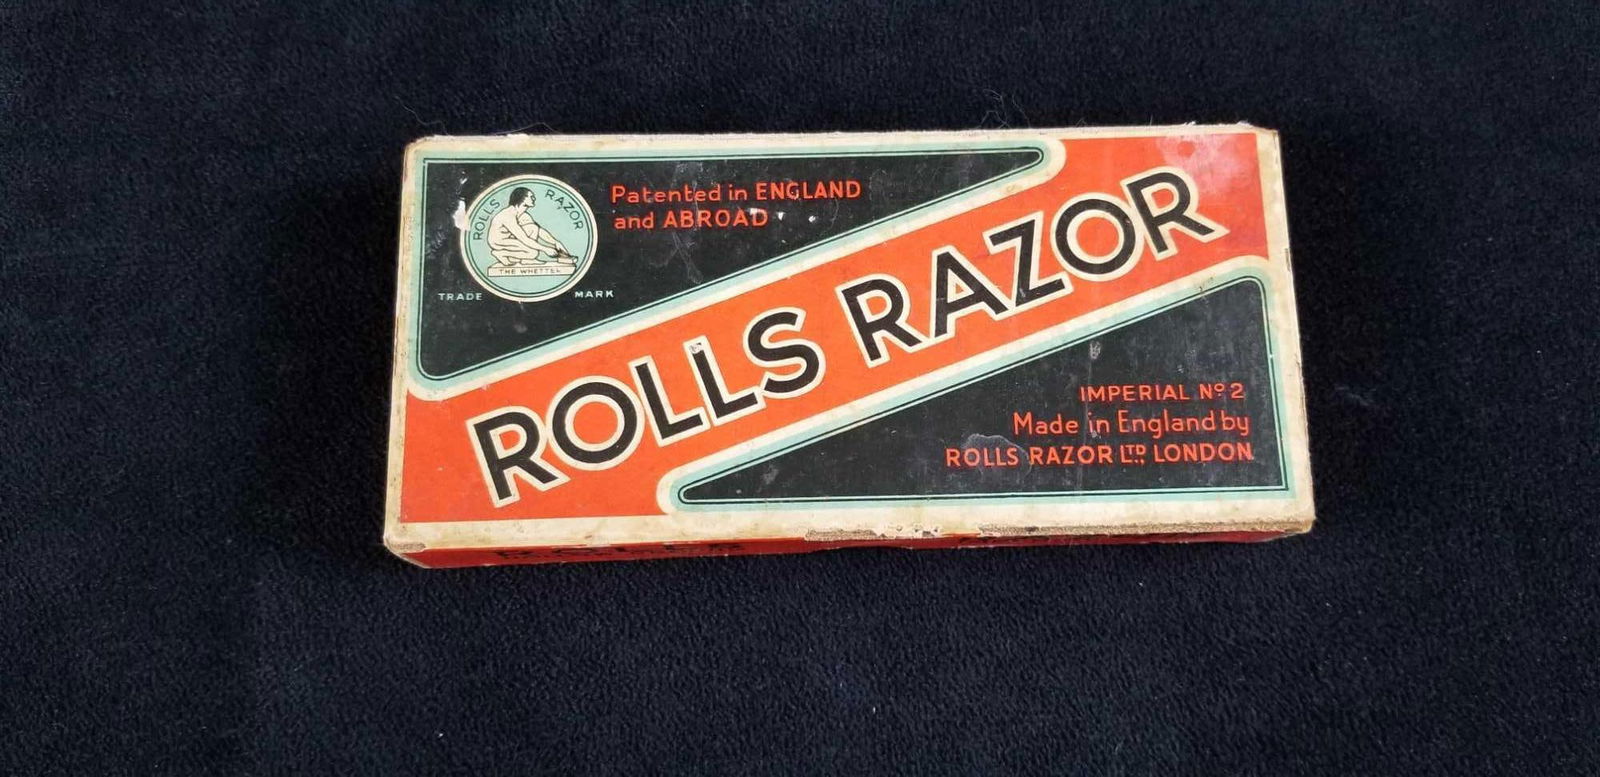 ROLLS RAZOR
THE WHETTER
TRADE MARK
Patented in ENGLAND
and ABROAD
ROLLS RAZOR
IMPERIAL Nº 2
Made in England by
ROLLS RAZOR LTD., LONDON.